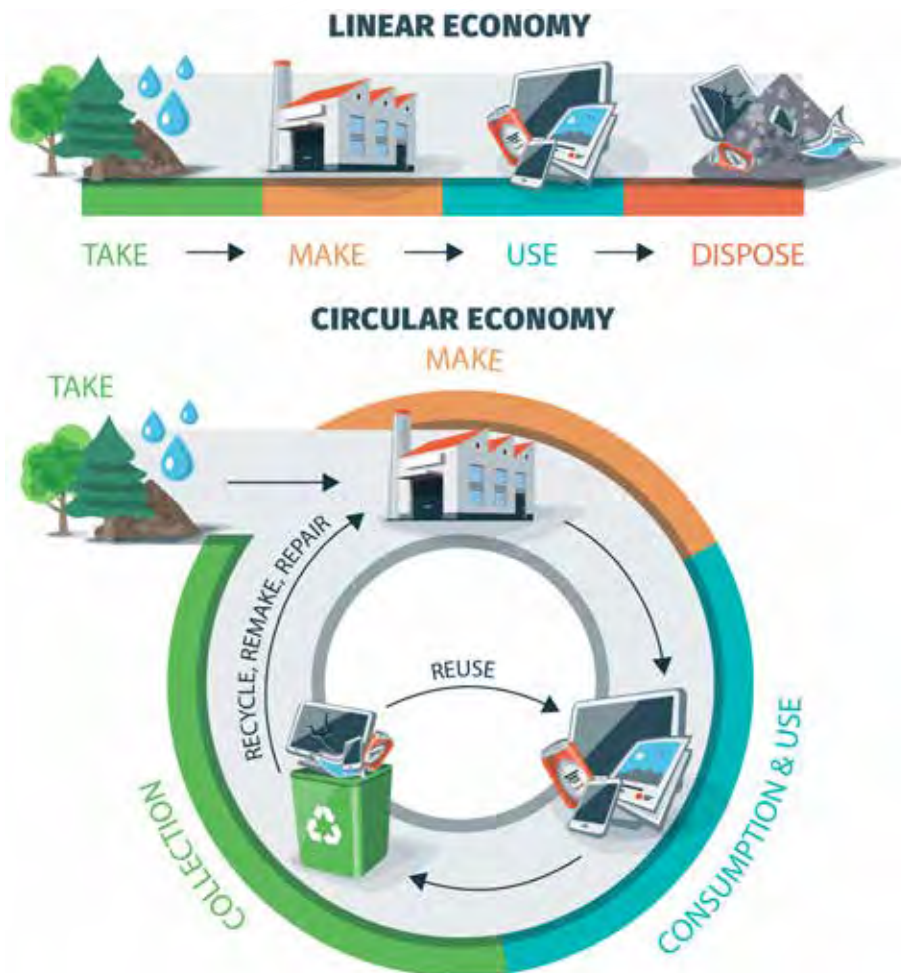 LINEAR ECONOMY
TAKE → MAKE → USE → DISPOSE
CIRCULAR ECONOMY
MAKE
TAKE
RECYCLE, REMAKE, REPAIR
REUSE
COLLECTION
CONSUMPTION & USE